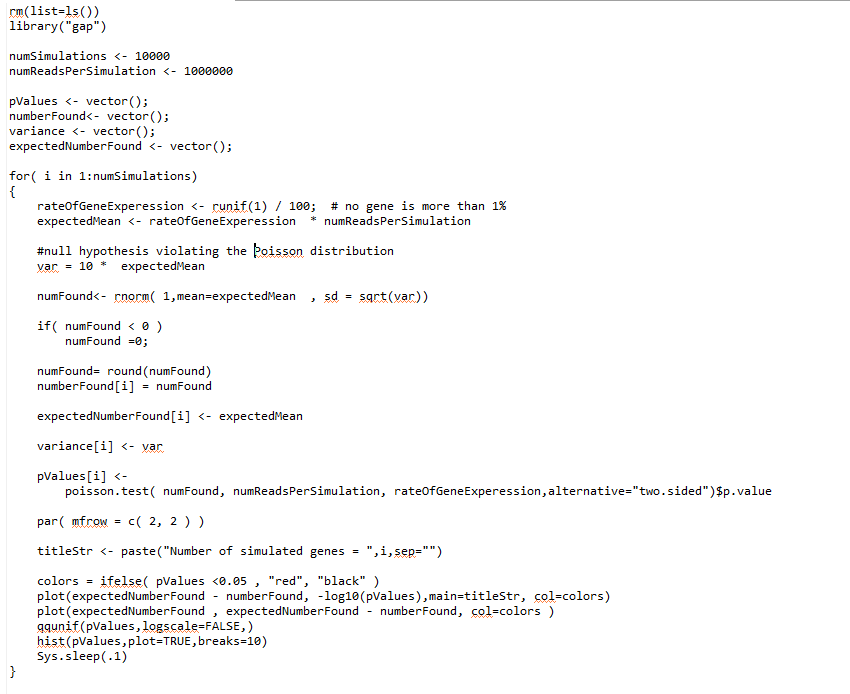 rm(list=ls())
library("gap")
numSimulations <- 10000
numReadsPerSimulation <- 1000000
pValues <- vector();
numberFound<- vector();
variance <- vector();
expectedNumberFound <- vector();
for( i in 1:numSimulations)
{
    rateOfGeneExperession <- runif(1) / 100;  # no gene is more than 1%
    expectedMean <- rateOfGeneExperession  * numReadsPerSimulation
    #null hypothesis violating the Poisson distribution
    var = 10 *  expectedMean
    numFound<- rnorm( 1,mean=expectedMean  , sd = sqrt(var))
    if( numFound < 0 )
        numFound =0;
    numFound= round(numFound)
    numberFound[i] = numFound
    expectedNumberFound[i] <- expectedMean
    variance[i] <- var
    pValues[i] <-
        poisson.test( numFound, numReadsPerSimulation, rateOfGeneExperession,alternative="two.sided")$p.value
    par( mfrow = c( 2, 2 ) )
    titleStr <- paste("Number of simulated genes = ",i,sep="")
    colors = ifelse( pValues <0.05 , "red", "black" )
    plot(expectedNumberFound - numberFound, -log10(pValues),main=titleStr, col=colors)
    plot(expectedNumberFound , expectedNumberFound - numberFound, col=colors )
    qqunif(pValues,logscale=FALSE,)
    hist(pValues,plot=TRUE,breaks=10)
    Sys.sleep(.1)
}